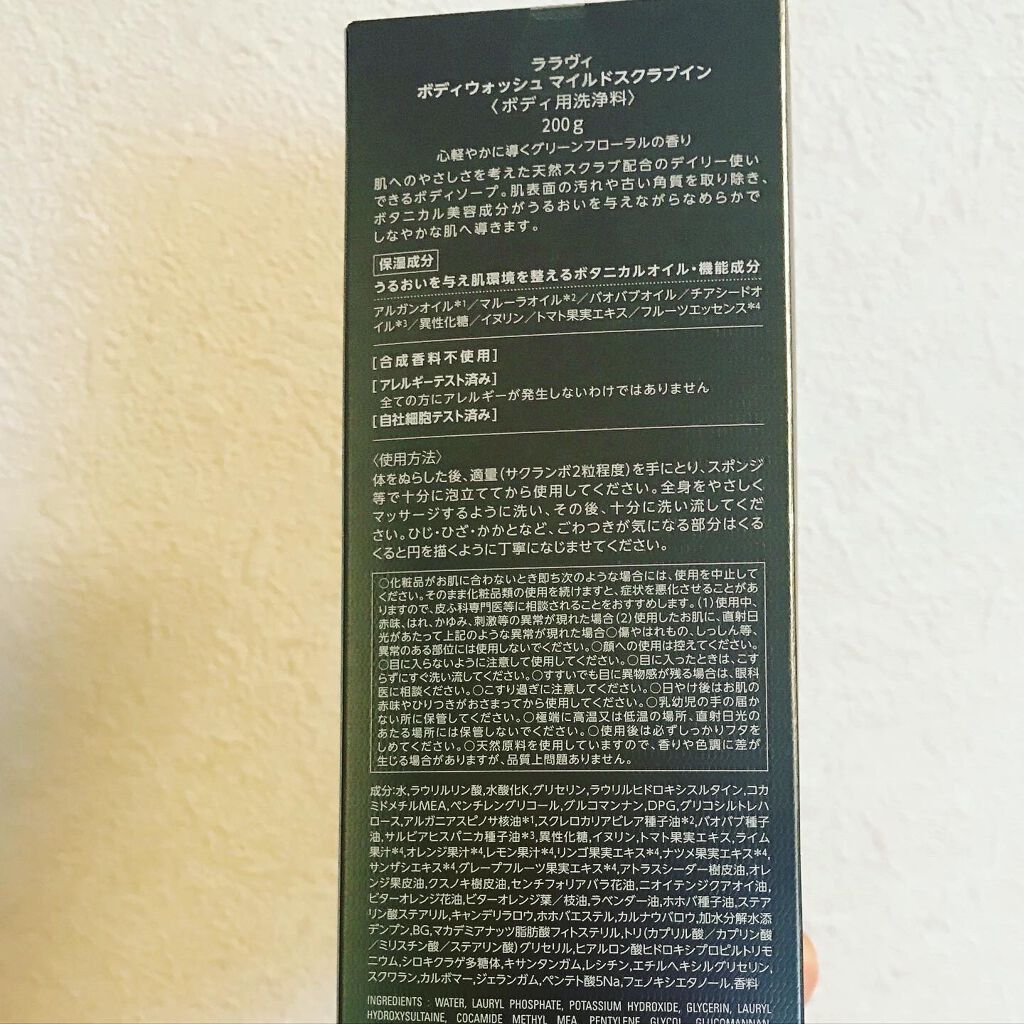 ララヴィ
ボディウォッシュ マイルドスクラブイン
〈ボディ用洗浄料〉
200g
心軽やかに導くグリーンフローラルの香り
肌へのやさしさを考えた天然スクラブ配合のデイリー使い
できるボディソープ。肌表面の汚れや古い角質を取り除き、
ボタニカル美容成分がうるおいを与えながらなめらかで
しなやかな肌へ導きます。
保湿成分
うるおいを与え肌環境を整えるボタニカルオイル・機能成分
アルガンオイル*1／マルーラオイル*2／バオバブオイル／チアシードオ
イル*3／異性化糖／イヌリン／トマト果実エキス／フルーツエッセンス*4
[合成香料不使用]
[アレルギーテスト済み]
全ての方にアレルギーが発生しないわけではありません
[自社細胞テスト済み]
〈使用方法〉
体をぬらした後、適量(サクランボ2粒程度)を手にとり、スポンジ
等で十分に泡立ててから使用してください。全身をやさしく
マッサージするように洗い、その後、十分に洗い流してくだ
さい。ひじ・ひざ・かかとなど、ごわつきが気になる部分はくる
くると円を描くように丁寧になじませてください。
○化粧品がお肌に合わないとき即ち次のような場合には、使用を中止して
ください。そのまま化粧品類の使用を続けますと、症状を悪化させることがあ
りますので、皮ふ科専門医等に相談されることをおすすめします。(1)使用中、
赤味、はれ、かゆみ、刺激等の異常が現れた場合(2)使用したお肌に、直射日
光があたって上記のような異常が現れた場合○傷やはれもの、しっしん等、
異常のある部位には使用しないでください。○顔への使用は控えてください。
○目に入らないように注意して使用してください。○目に入ったときは、こす
らずにすぐ洗い流してください。○すすいでも目に異物感が残る場合は、眼科
医に相談ください。○こすり過ぎに注意してください。○日やけ後はお肌の
赤味やひりつきがおさまってから使用してください。○乳幼児の手の届か
ない所に保管してください。○極端に高温又は低温の場所、直射日光の
あたる場所には保管しないでください。○使用後は必ずしっかりフタを
しめてください。○天然原料を使用していますので、香りや色調に差が
生じる場合がありますが、品質上問題ありません。
成分:水,ラウリルリン酸,水酸化K,グリセリン,ラウリルヒドロキシスルタイン,コカ
ミドメチルMEA,ペンチレングリコール,グルコマンナン,DPG,グリコシルトレハ
ロース,アルガニアスピノサ核油*1,スクレロカリアビレア種子油*2,バオバブ種子
油,サルビアヒスパニカ種子油*3,異性化糖,イヌリン,トマト果実エキス,ライム
果汁*4,オレンジ果汁*4,レモン果汁*4,リンゴ果実エキス*4,ナツメ果実エキス*4,
サンザシエキス*4,グレープフルーツ果実エキス*4,アトラスシーダー樹皮油,オレ
ンジ果皮油,クスノキ樹皮油,センチフォリアバラ花油,ニオイテンジクアオイ油,
ビターオレンジ花油,ビターオレンジ葉／枝油,ラベンダー油,ホホバ種子油,ステア
リン酸ステアリル,キャンデリラロウ,ホホバエステル,カルナウバロウ,加水分解水添
デンプン,BG,マカデミアナッツ脂肪酸フィトステリル,トリ(カプリル酸／カプリン酸
／ミリスチン酸／ステアリン酸)グリセリル,ヒアルロン酸ヒドロキシプロピルトリモ
ニウム,シロキクラゲ多糖体,キサンタンガム,レシチン,エチルヘキシルグリセリン,
スクワラン,カルボマー,ジェランガム,ペンテト酸5Na,フェノキシエタノール,香料
INGREDIENTS : WATER, LAURYL PHOSPHATE, POTASSIUM HYDROXIDE, GLYCERIN, LAURYL
HYDROXYSULTAINE, COCAMIDE METHYL MEA, PENTYLENE GLYCOL, GLUCOMANNAN,